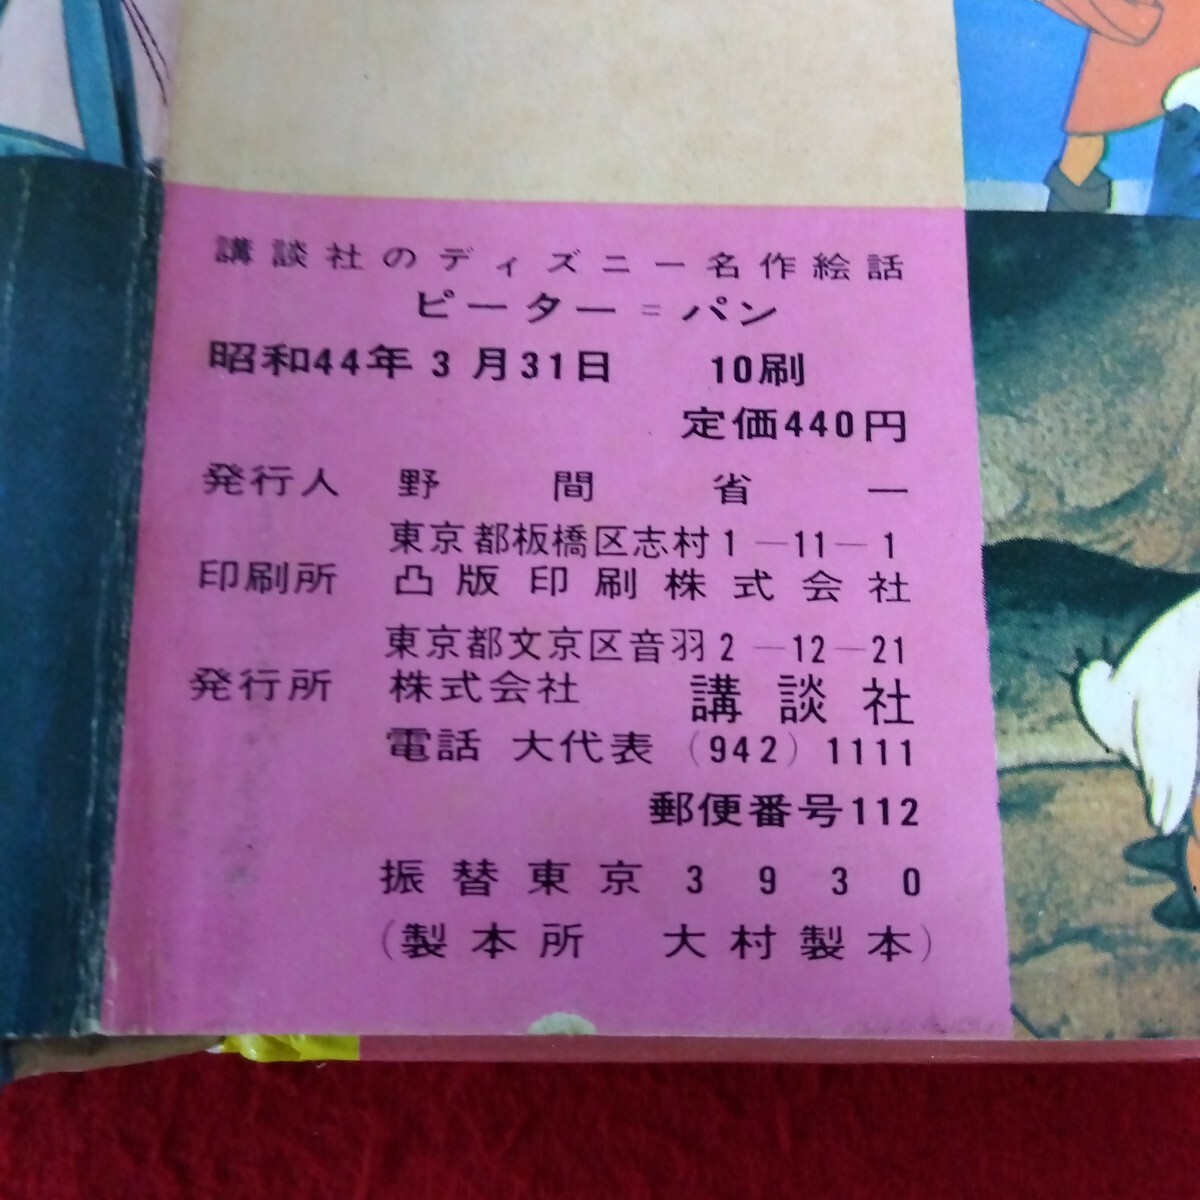 講談社のディズニー名作絵話
ピーター＝パン
昭和44年3月31日　10刷
定価440円
発行人　野間省一
東京都板橋区志村1－11－1
印刷所　凸版印刷株式会社
東京都文京区音羽2－12－21
発行所　株式会社　講談社
電話　大代表（942）1111
郵便番号112
振替東京3930
（製本所　大村製本）